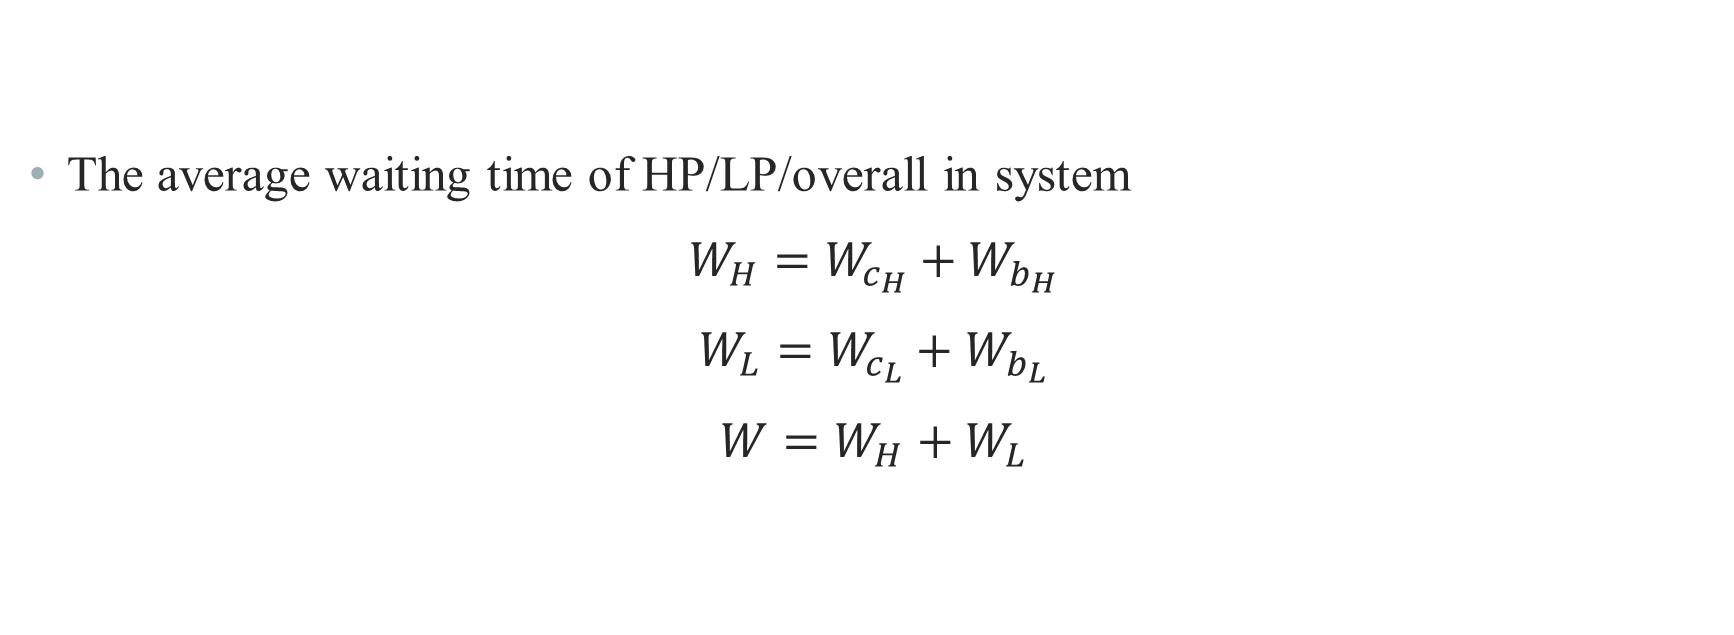 • The average waiting time of HP/LP/overall in system
$W_H = W_{c_H} + W_{b_H}$
$W_L = W_{c_L} + W_{b_L}$
$W = W_H + W_L$